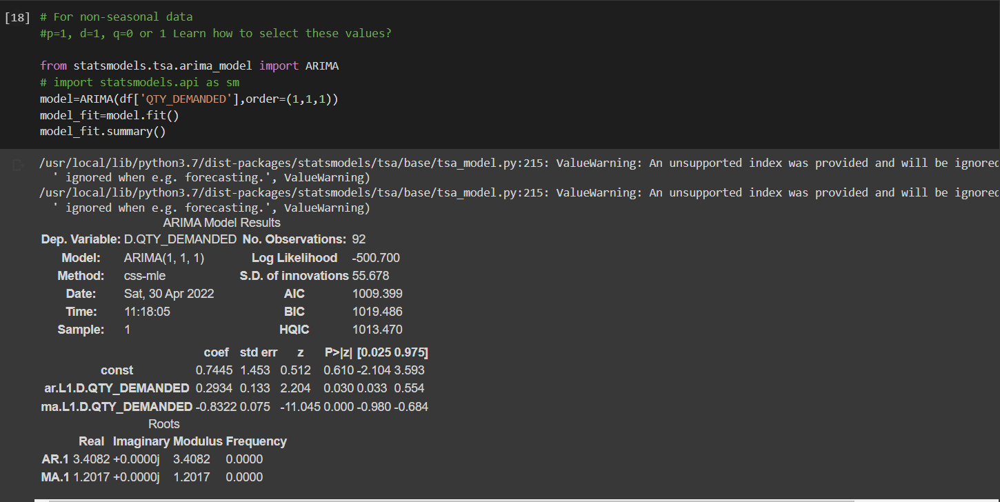 [18] # For non-seasonal data
#p=1, d=1, q=0 or 1 Learn how to select these values?
from statsmodels.tsa.arima_model import ARIMA
# import statsmodels.api as sm
model=ARIMA(df['QTY_DEMANDED'],order=(1,1,1))
model_fit=model.fit()
model_fit.summary()
/usr/local/lib/python3.7/dist-packages/statsmodels/tsa/base/tsa_model.py:215: ValueWarning: An unsupported index was provided and will be ignored
' ignored when e.g. forecasting.', ValueWarning)
/usr/local/lib/python3.7/dist-packages/statsmodels/tsa/base/tsa_model.py:215: ValueWarning: An unsupported index was provided and will be ignored
' ignored when e.g. forecasting.', ValueWarning)
ARIMA Model Results
Dep. Variable: D.QTY_DEMANDED No. Observations: 92
Model: ARIMA(1, 1, 1) Log Likelihood -500.700
Method: css-mle S.D. of innovations 55.678
Date: Sat, 30 Apr 2022 AIC 1009.399
Time: 11:18:05 BIC 1019.486
Sample: 1 HQIC 1013.470
coef std err z P>|z| [0.025 0.975]
const 0.7445 1.453 0.512 0.610 -2.104 3.593
ar.L1.D.QTY_DEMANDED 0.2934 0.133 2.204 0.030 0.033 0.554
ma.L1.D.QTY_DEMANDED -0.8322 0.075 -11.045 0.000 -0.980 -0.684
Roots
Real Imaginary Modulus Frequency
AR.1 3.4082 +0.0000j 3.4082 0.0000
MA.1 1.2017 +0.0000j 1.2017 0.0000